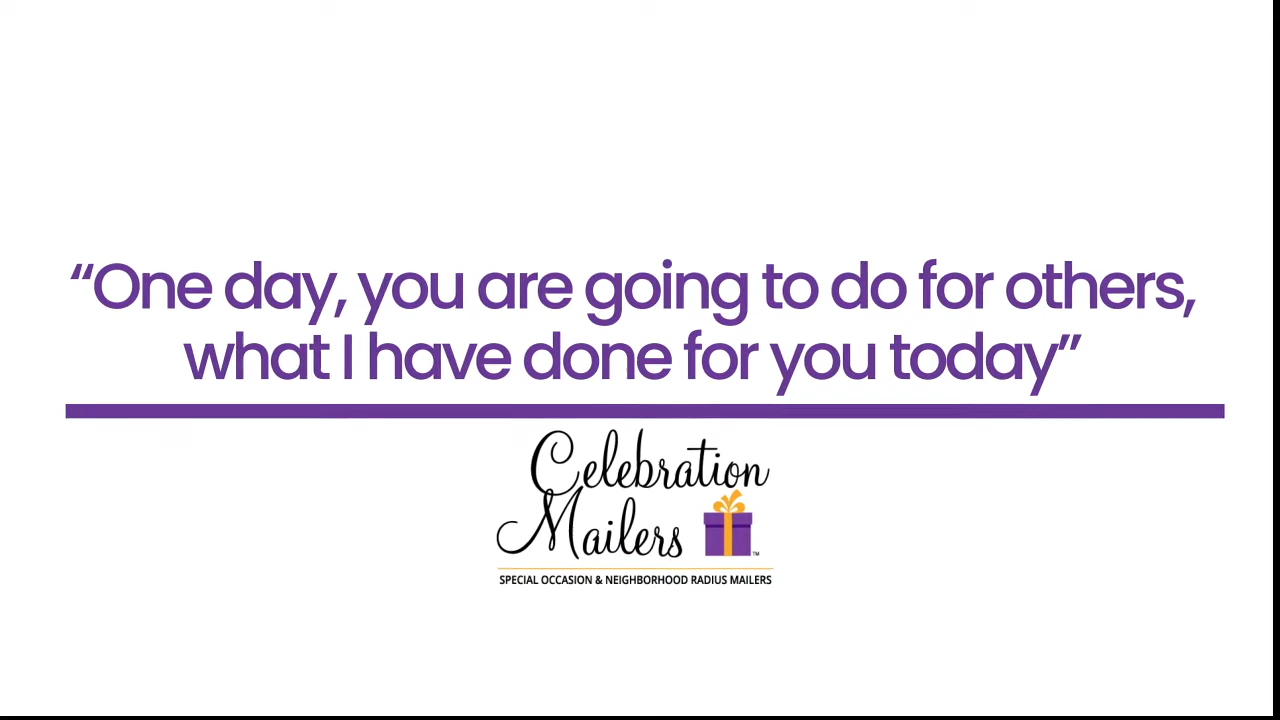 “One day, you are going to do for others,
what I have done for you today”
Celebration
Mailers
™
SPECIAL OCCASION & NEIGHBORHOOD RADIUS MAILERS